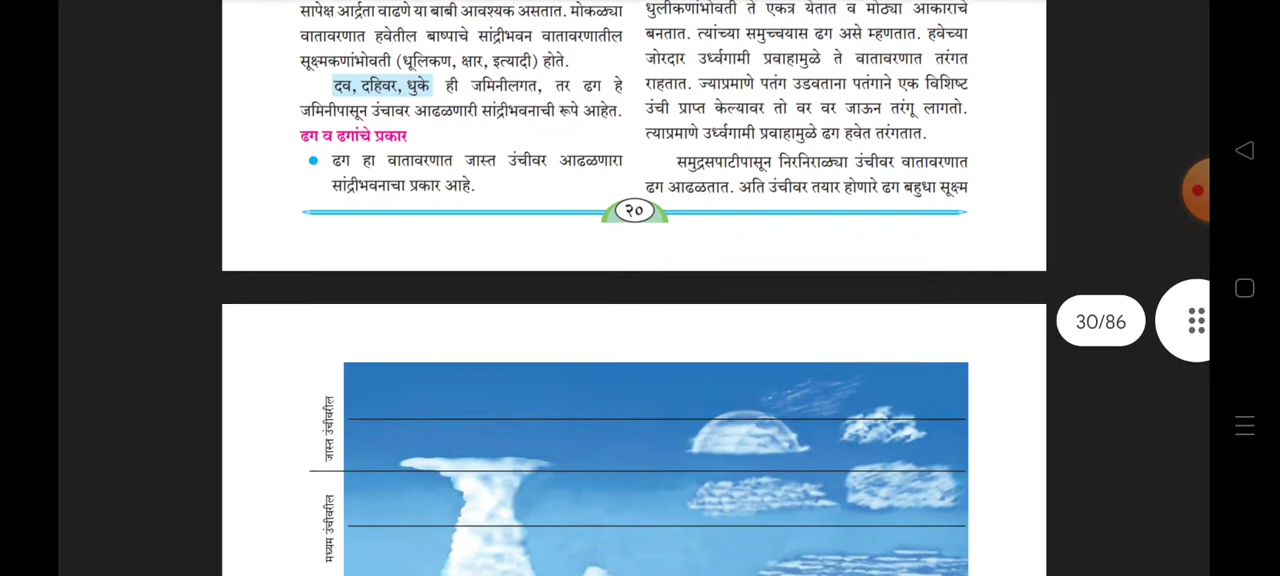 सापेक्ष आर्द्रता वाढणे या बाबी आवश्यक असतात. मोकळ्या
वातावरणात हवेतील बाष्पाचे सांद्रीभवन वातावरणातील
सूक्ष्मकणांभोवती (धूलिकण, क्षार, इत्यादी) होते.
दव, दहिवर, धुके ही जमिनीलगत, तर ढग हे
जमिनीपासून उंचावर आढळणारी सांद्रीभवनाची रूपे आहेत.
ढग व ढगांचे प्रकार
ढग हा वातावरणात जास्त उंचीवर आढळणारा
सांद्रीभवनाचा प्रकार आहे.
धुलीकणांभोवती ते एकत्र येतात व मोठ्या आकाराचे
बनतात. त्यांच्या समुच्चयास ढग असे म्हणतात. हवेच्या
जोरदार उर्ध्वगामी प्रवाहामुळे ते वातावरणात तरंगत
राहतात. ज्याप्रमाणे पतंग उडवताना पतंगाने एक विशिष्ट
उंची प्राप्त केल्यावर तो वर वर जाऊन तरंगू लागतो.
त्याप्रमाणे उर्ध्वगामी प्रवाहामुळे ढग हवेत तरंगतात.
समुद्रसपाटीपासून निरनिराळ्या उंचीवर वातावरणात
ढग आढळतात. अति उंचीवर तयार होणारे ढग बहुधा सूक्ष्म
२०
30/86
जास्त उंचीवरील
मध्यम उंचीवरील